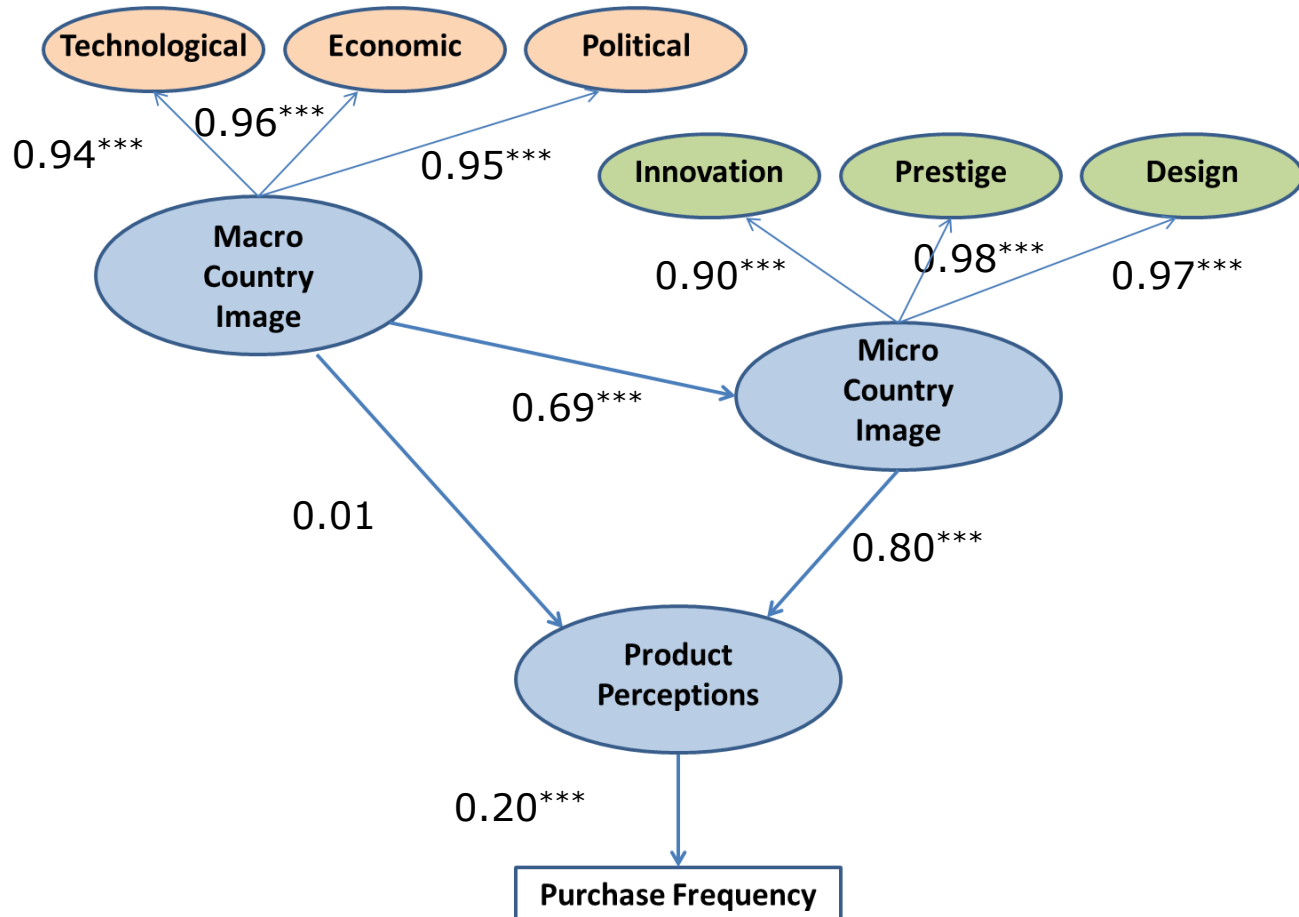 Technological
Economic
Political
0.94***
0.96***
0.95***
Innovation
Prestige
Design
Macro
Country
Image
0.90***
0.98***
0.97***
Micro
Country
Image
0.69***
0.01
0.80***
Product
Perceptions
0.20***
Purchase Frequency